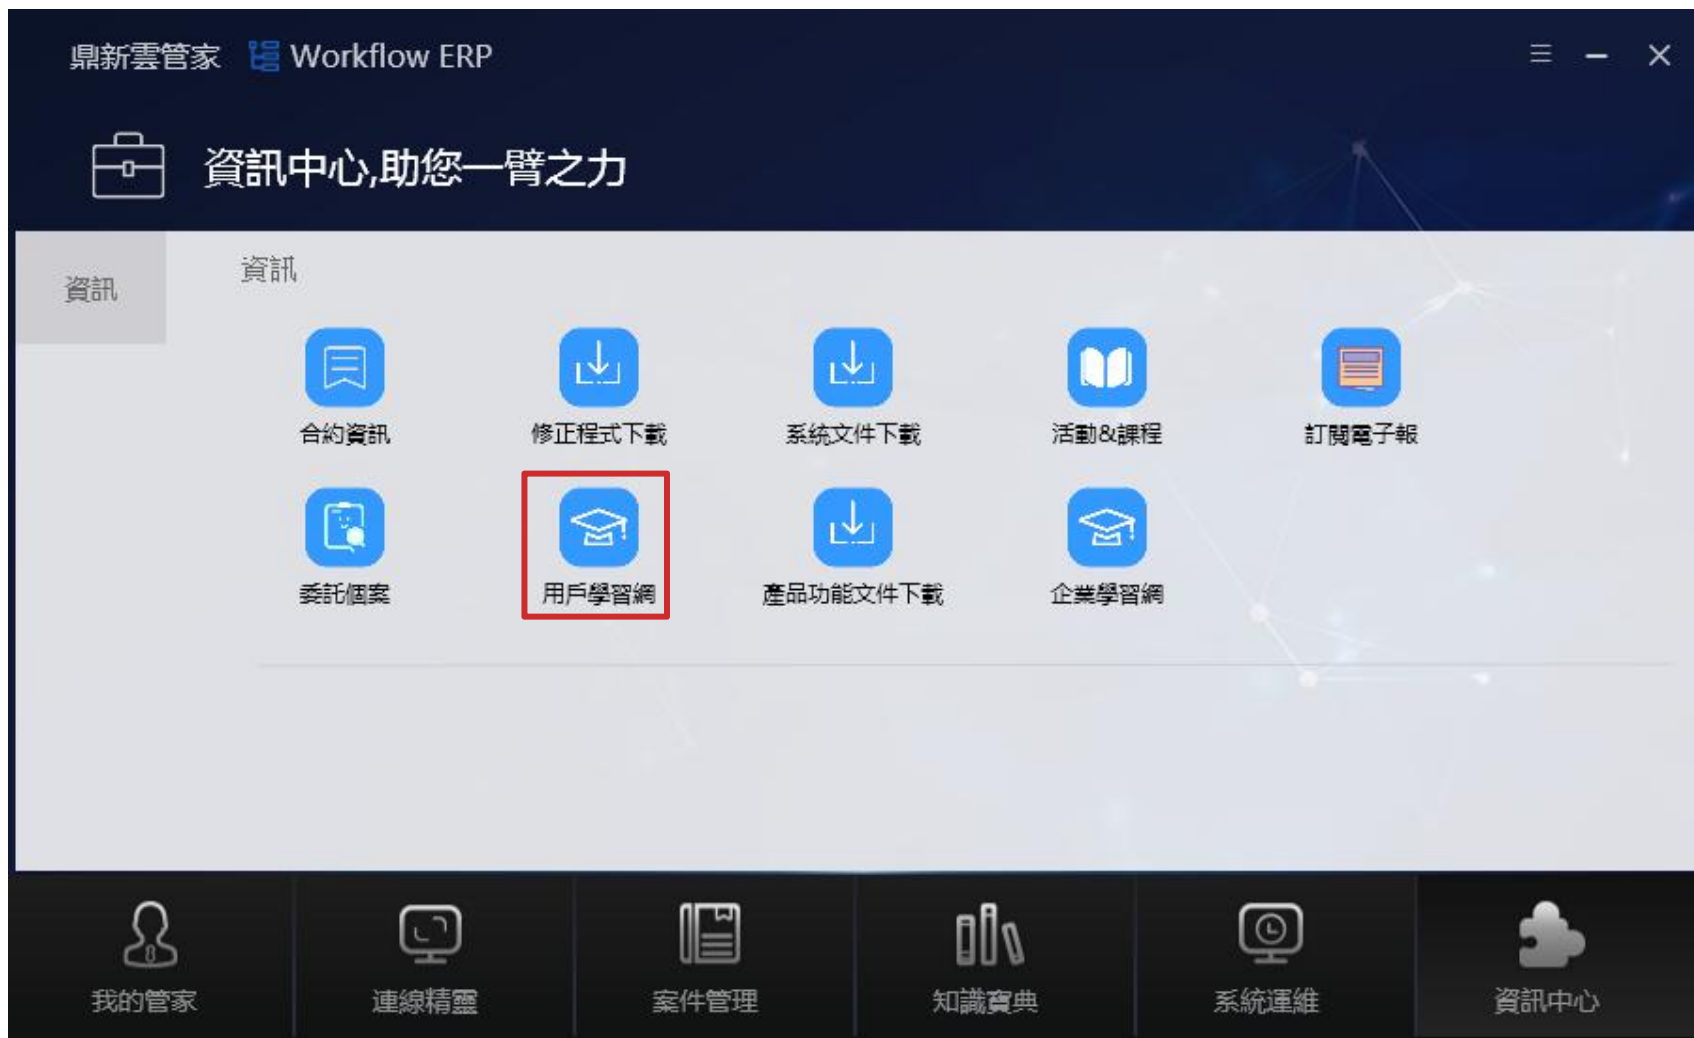 鼎新雲管家 Workflow ERP
資訊中心,助您一臂之力
資訊
資訊
合約資訊
修正程式下載
系統文件下載
活動&課程
訂閱電子報
委託個案
用戶學習網
產品功能文件下載
企業學習網
我的管家
連線精靈
案件管理
知識寶典
系統運維
資訊中心